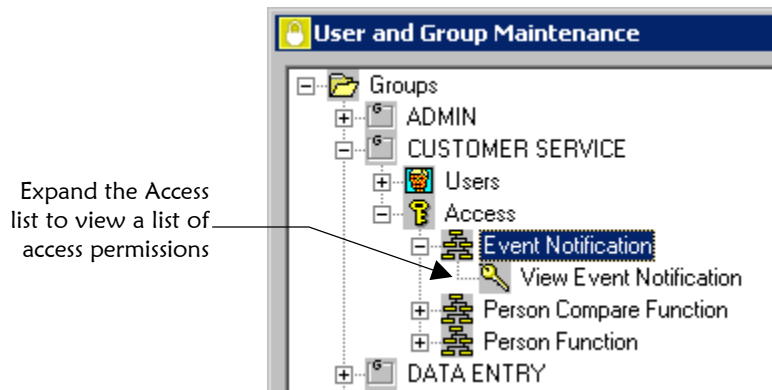 User and Group Maintenance
Groups
ADMIN
CUSTOMER SERVICE
Users
Access
Event Notification
View Event Notification
Person Compare Function
Person Function
DATA ENTRY
Expand the Access
list to view a list of
access permissions